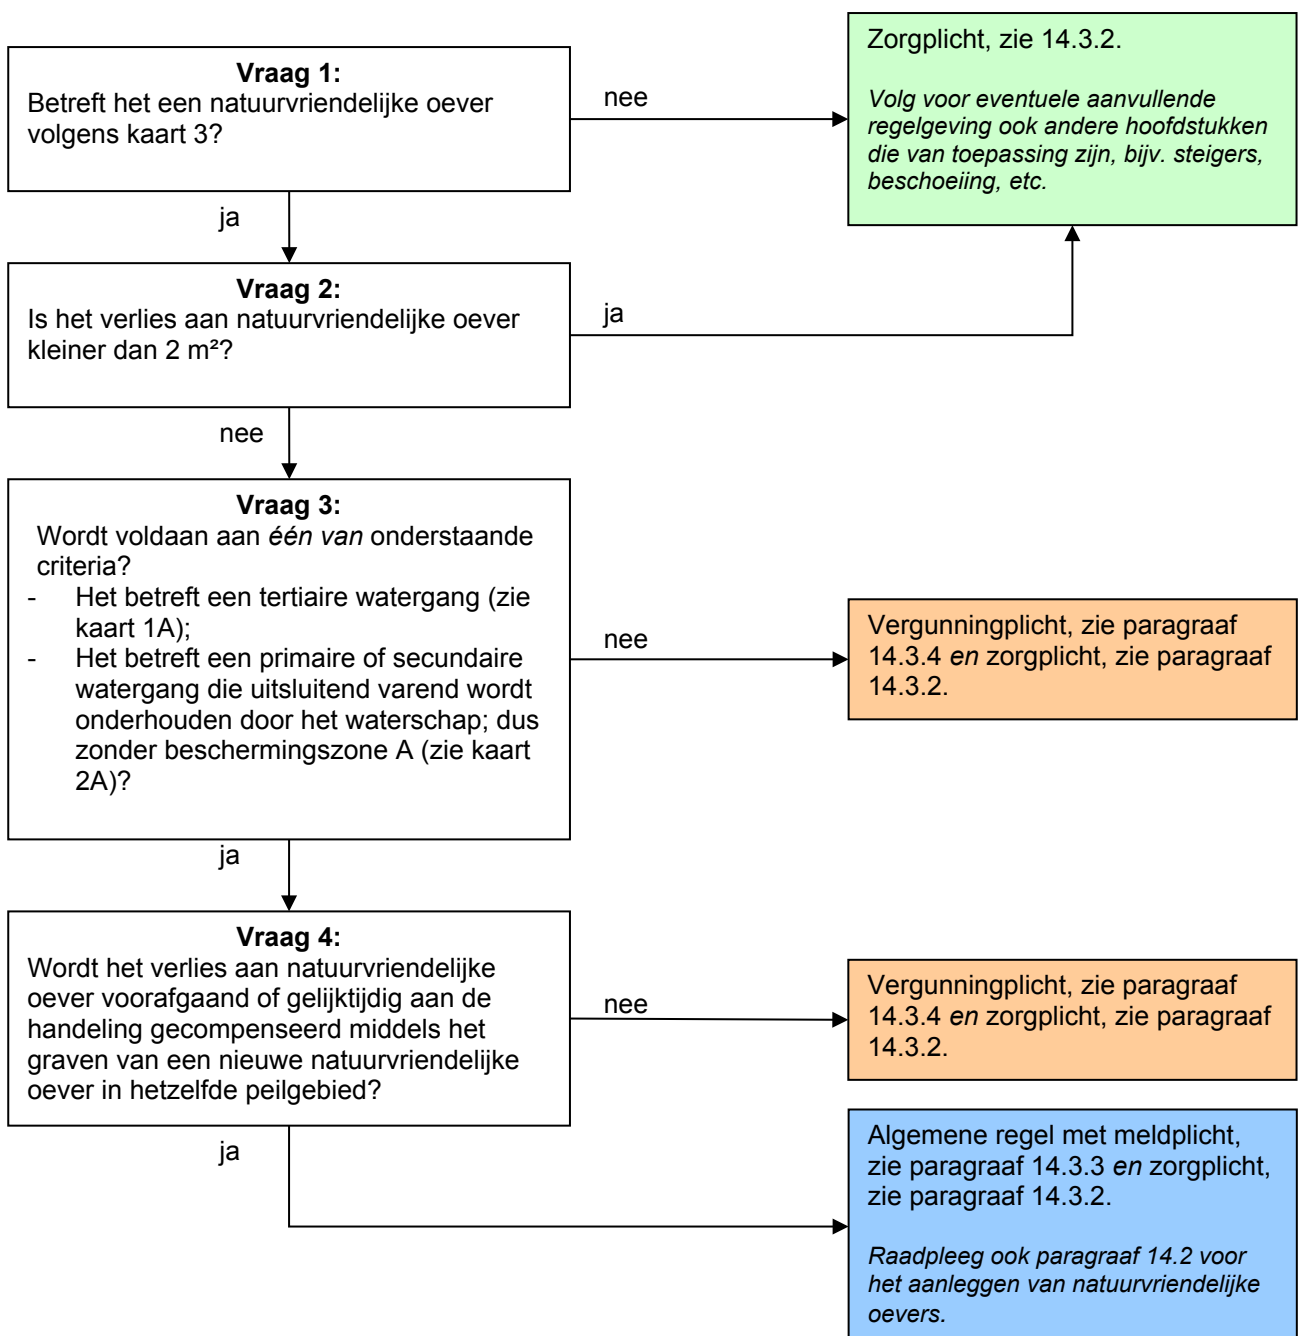 Vraag 1:
Betreft het een natuurvriendelijke oever
volgens kaart 3?
nee
Zorgplicht, zie 14.3.2.
Volg voor eventuele aanvullende
regelgeving ook andere hoofdstukken
die van toepassing zijn, bijv. steigers,
beschoeiing, etc.
ja
Vraag 2:
Is het verlies aan natuurvriendelijke oever
kleiner dan 2 m²?
ja
nee
Vraag 3:
Wordt voldaan aan één van onderstaande
criteria?
- Het betreft een tertiaire watergang (zie
kaart 1A);
- Het betreft een primaire of secundaire
watergang die uitsluitend varend wordt
onderhouden door het waterschap; dus
zonder beschermingszone A (zie kaart
2A)?
nee
Vergunningplicht, zie paragraaf
14.3.4 en zorgplicht, zie paragraaf
14.3.2.
ja
Vraag 4:
Wordt het verlies aan natuurvriendelijke
oever voorafgaand of gelijktijdig aan de
handeling gecompenseerd middels het
graven van een nieuwe natuurvriendelijke
oever in hetzelfde peilgebied?
nee
Vergunningplicht, zie paragraaf
14.3.4 en zorgplicht, zie paragraaf
14.3.2.
ja
Algemene regel met meldplicht,
zie paragraaf 14.3.3 en zorgplicht,
zie paragraaf 14.3.2.
Raadpleeg ook paragraaf 14.2 voor
het aanleggen van natuurvriendelijke
oevers.